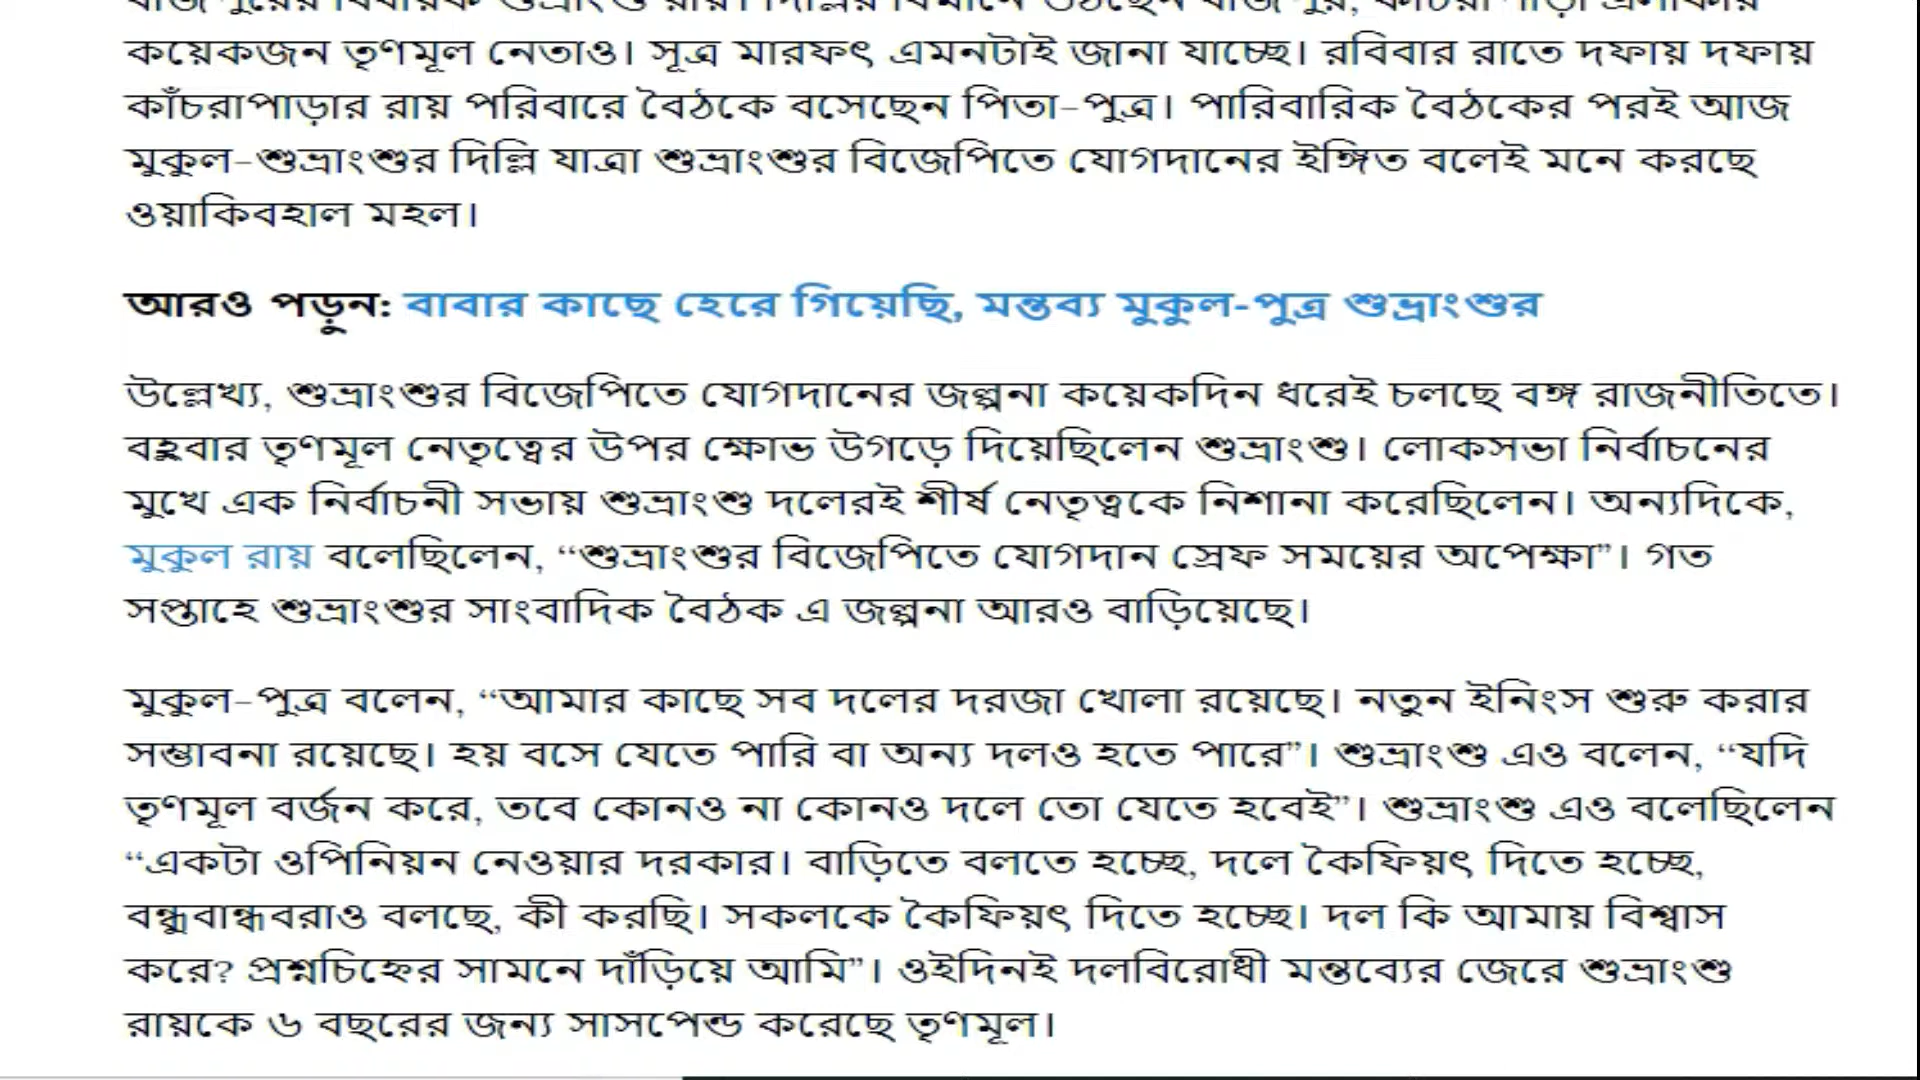 কয়েকজন তৃণমূল নেতাও। সূত্র মারফৎ এমনটাই জানা যাচ্ছে। রবিবার রাতে দফায় দফায়
কাঁচরাপাড়ার রায় পরিবারে বৈঠকে বসেছেন পিতা-পুত্র। পারিবারিক বৈঠকের পরই আজ
মুকুল-শুভ্রাংশুর দিল্লি যাত্রা শুভ্রাংশুর বিজেপিতে যোগদানের ইঙ্গিত বলেই মনে করছে
ওয়াকিবহাল মহল।
আরও পড়ুন: বাবার কাছে হেরে গিয়েছি, মন্তব্য মুকুল-পুত্র শুভ্রাংশুর
উল্লেখ্য, শুভ্রাংশুর বিজেপিতে যোগদানের জল্পনা কয়েকদিন ধরেই চলছে বঙ্গ রাজনীতিতে।
বহুবার তৃণমূল নেতৃত্বের উপর ক্ষোভ উগড়ে দিয়েছিলেন শুভ্রাংশু। লোকসভা নির্বাচনের
মুখে এক নির্বাচনী সভায় শুভ্রাংশু দলেরই শীর্ষ নেতৃত্বকে নিশানা করেছিলেন। অন্যদিকে,
মুকুল রায় বলেছিলেন, “শুভ্রাংশুর বিজেপিতে যোগদান স্রেফ সময়ের অপেক্ষা”। গত
সপ্তাহে শুভ্রাংশুর সাংবাদিক বৈঠক এ জল্পনা আরও বাড়িয়েছে।
মুকুল-পুত্র বলেন, “আমার কাছে সব দলের দরজা খোলা রয়েছে। নতুন ইনিংস শুরু করার
সম্ভাবনা রয়েছে। হয় বসে যেতে পারি বা অন্য দলও হতে পারে”। শুভ্রাংশু এও বলেন, “যদি
তৃণমূল বর্জন করে, তবে কোনও না কোনও দলে তো যেতে হবেই”। শুভ্রাংশু এও বলেছিলেন
“একটা ওপিনিয়ন নেওয়ার দরকার। বাড়িতে বলতে হচ্ছে, দলে কৈফিয়ৎ দিতে হচ্ছে,
বন্ধুবান্ধবরাও বলছে, কী করছি। সকলকে কৈফিয়ৎ দিতে হচ্ছে। দল কি আমায় বিশ্বাস
করে? প্রশ্নচিহ্নের সামনে দাঁড়িয়ে আমি”। ওইদিনই দলবিরোধী মন্তব্যের জেরে শুভ্রাংশু
রায়কে ৬ বছরের জন্য সাসপেন্ড করেছে তৃণমূল।